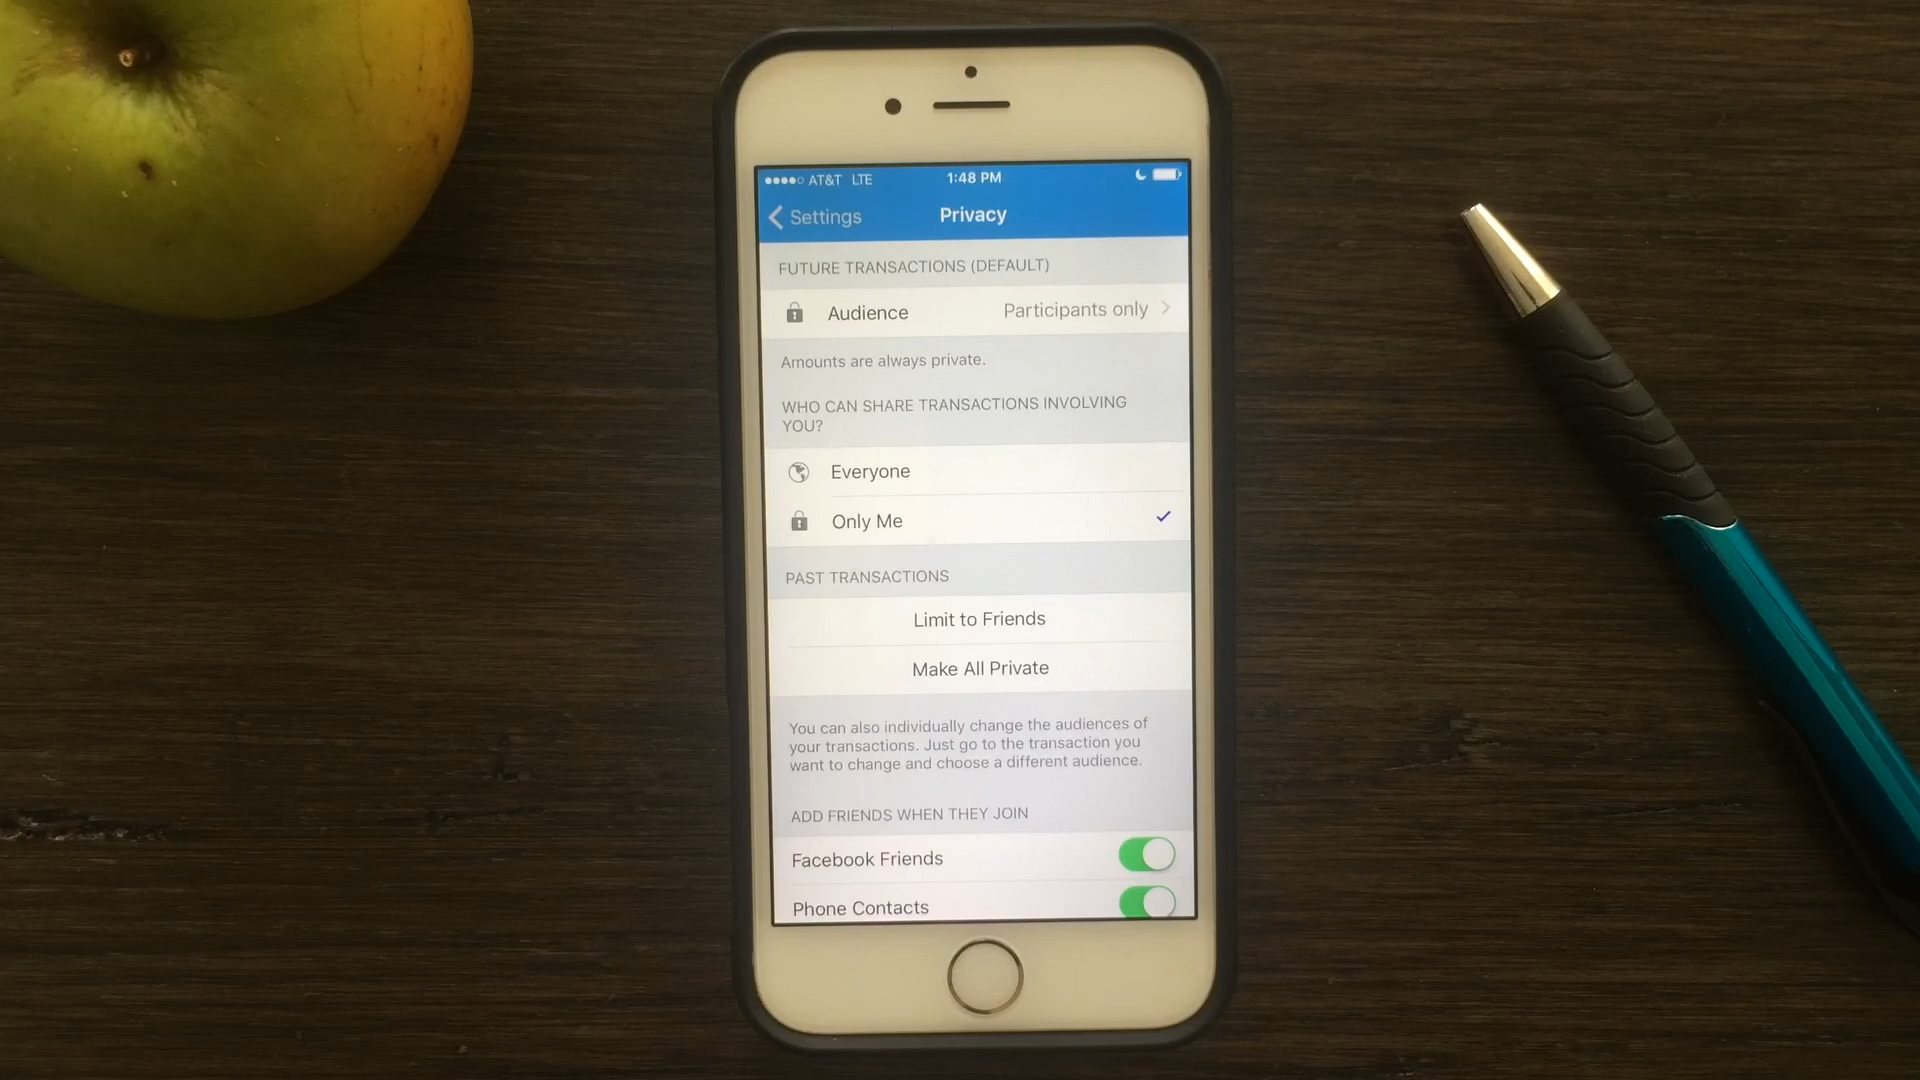 AT&T LTE 1:48 PM
Settings Privacy
FUTURE TRANSACTIONS (DEFAULT)
Audience Participants only
Amounts are always private.
WHO CAN SHARE TRANSACTIONS INVOLVING
YOU?
Everyone
Only Me
PAST TRANSACTIONS
Limit to Friends
Make All Private
You can also individually change the audiences of
your transactions. Just go to the transaction you
want to change and choose a different audience.
ADD FRIENDS WHEN THEY JOIN
Facebook Friends
Phone Contacts